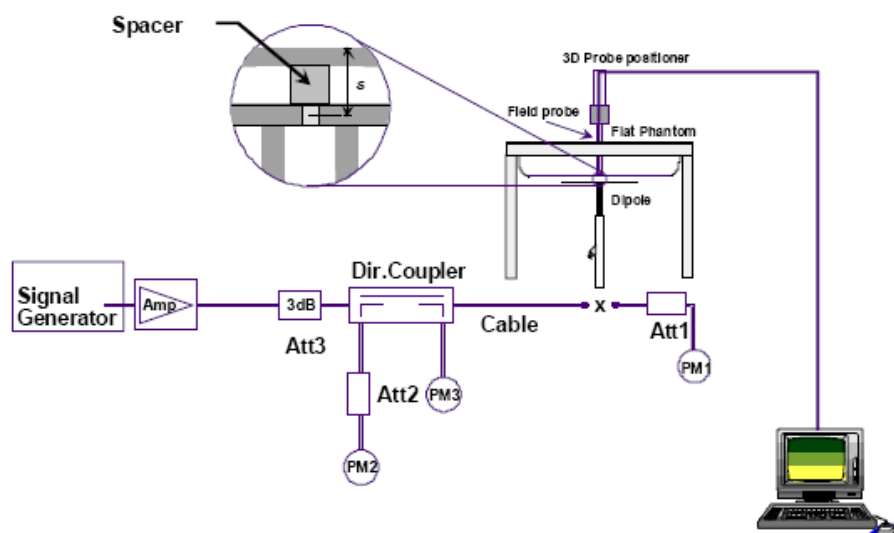 Spacer
s
3D Probe positioner
Field probe
Flat Phantom
Dipole
Signal
Generator
Amp
3dB
Att3
Dir.Coupler
Cable
x
Att1
PM1
Att2
PM3
PM2